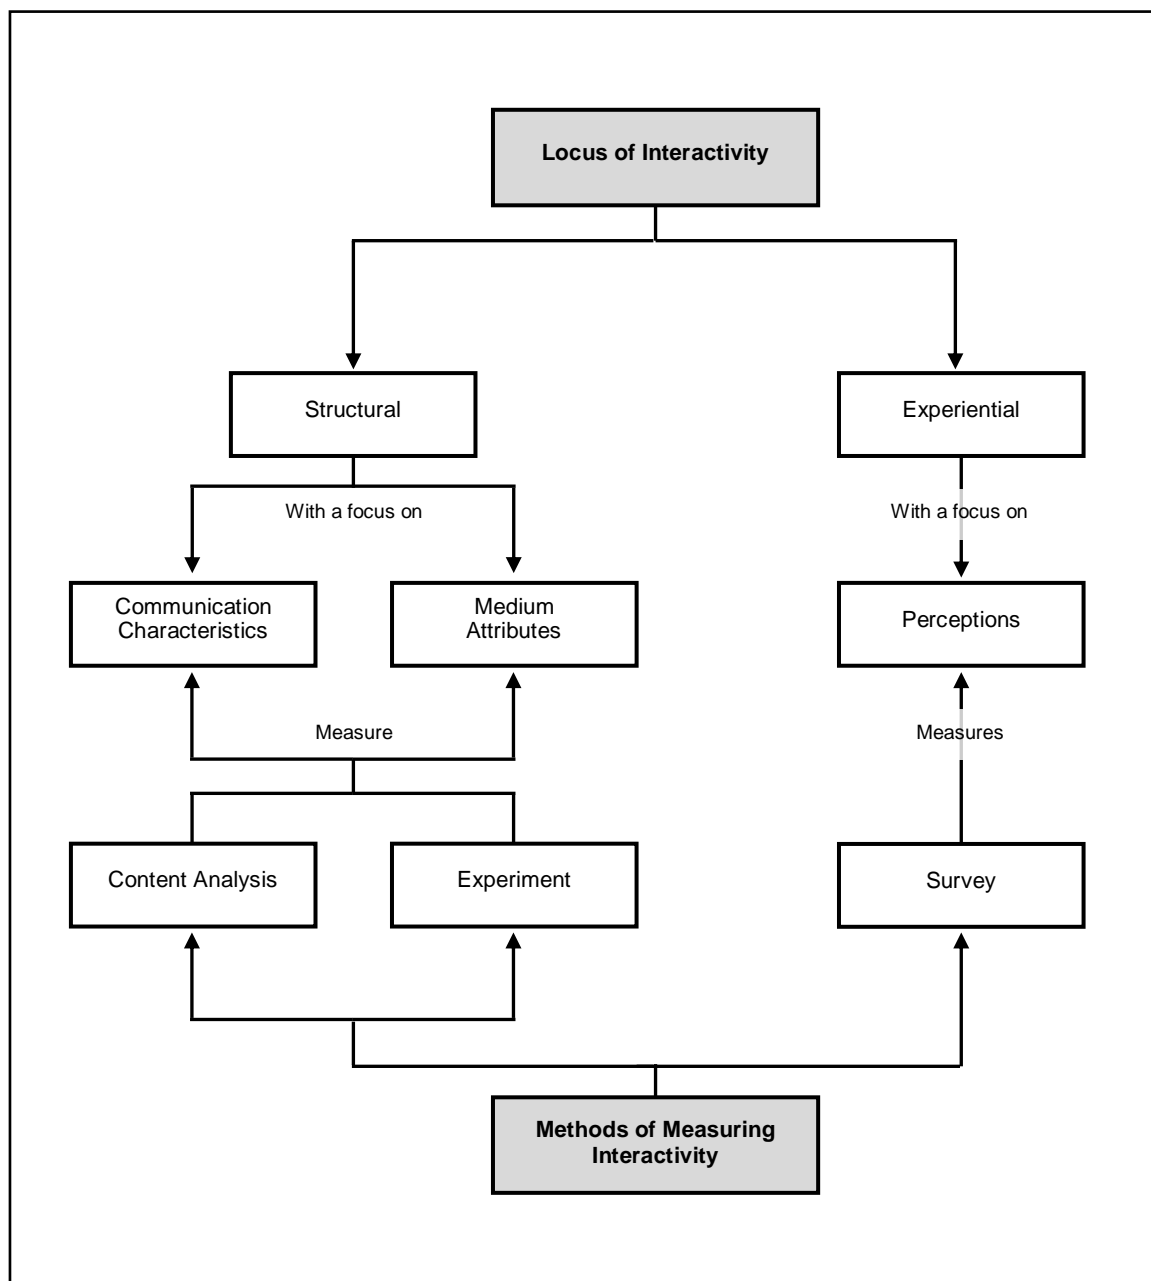 Locus of Interactivity
Structural
Experiential
With a focus on
With a focus on
Communication
Characteristics
Medium
Attributes
Perceptions
Measure
Measures
Content Analysis
Experiment
Survey
Methods of Measuring
Interactivity